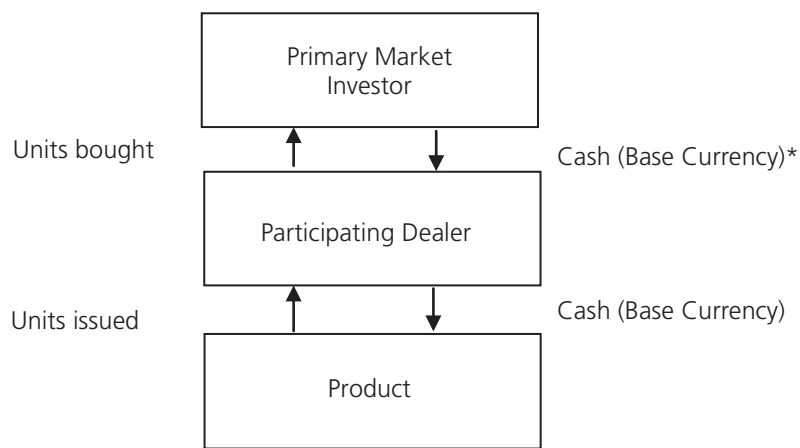 Primary Market
Investor
Units bought
Cash (Base Currency)*
Participating Dealer
Units issued
Cash (Base Currency)
Product